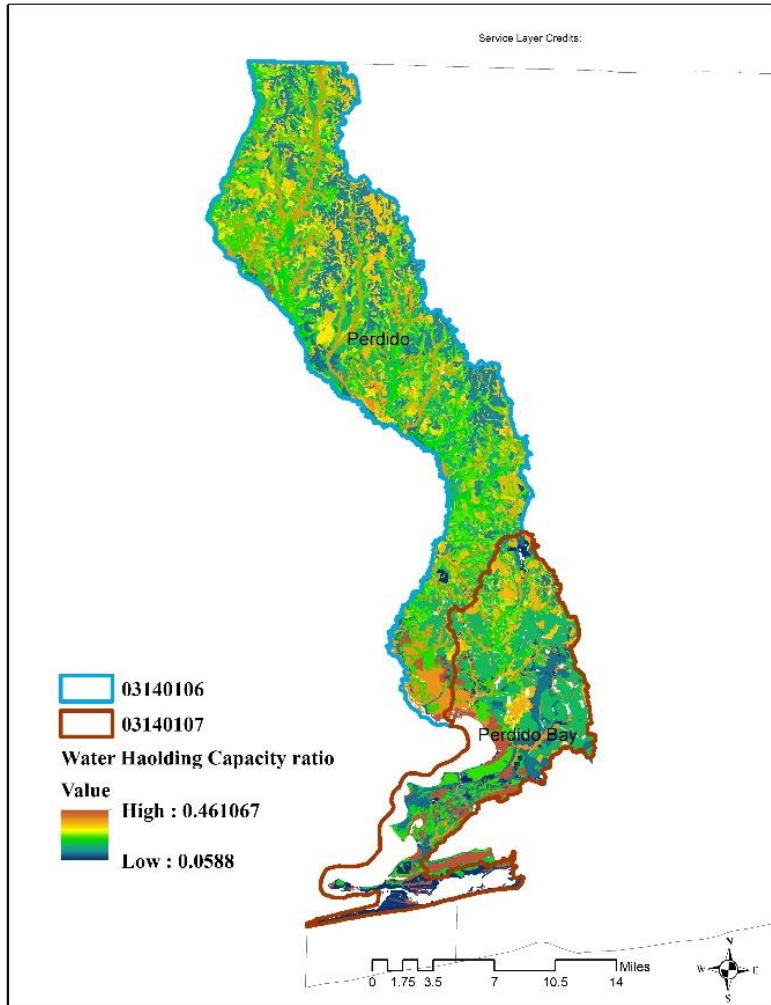 Service Layer Credits:
Perdido
Perdido Bay
03140106
03140107
Water Haolding Capacity ratio
Value
High : 0.461067
Low : 0.0588
Miles
0 1.75 3.5 7 10.5 14
N
W E
S